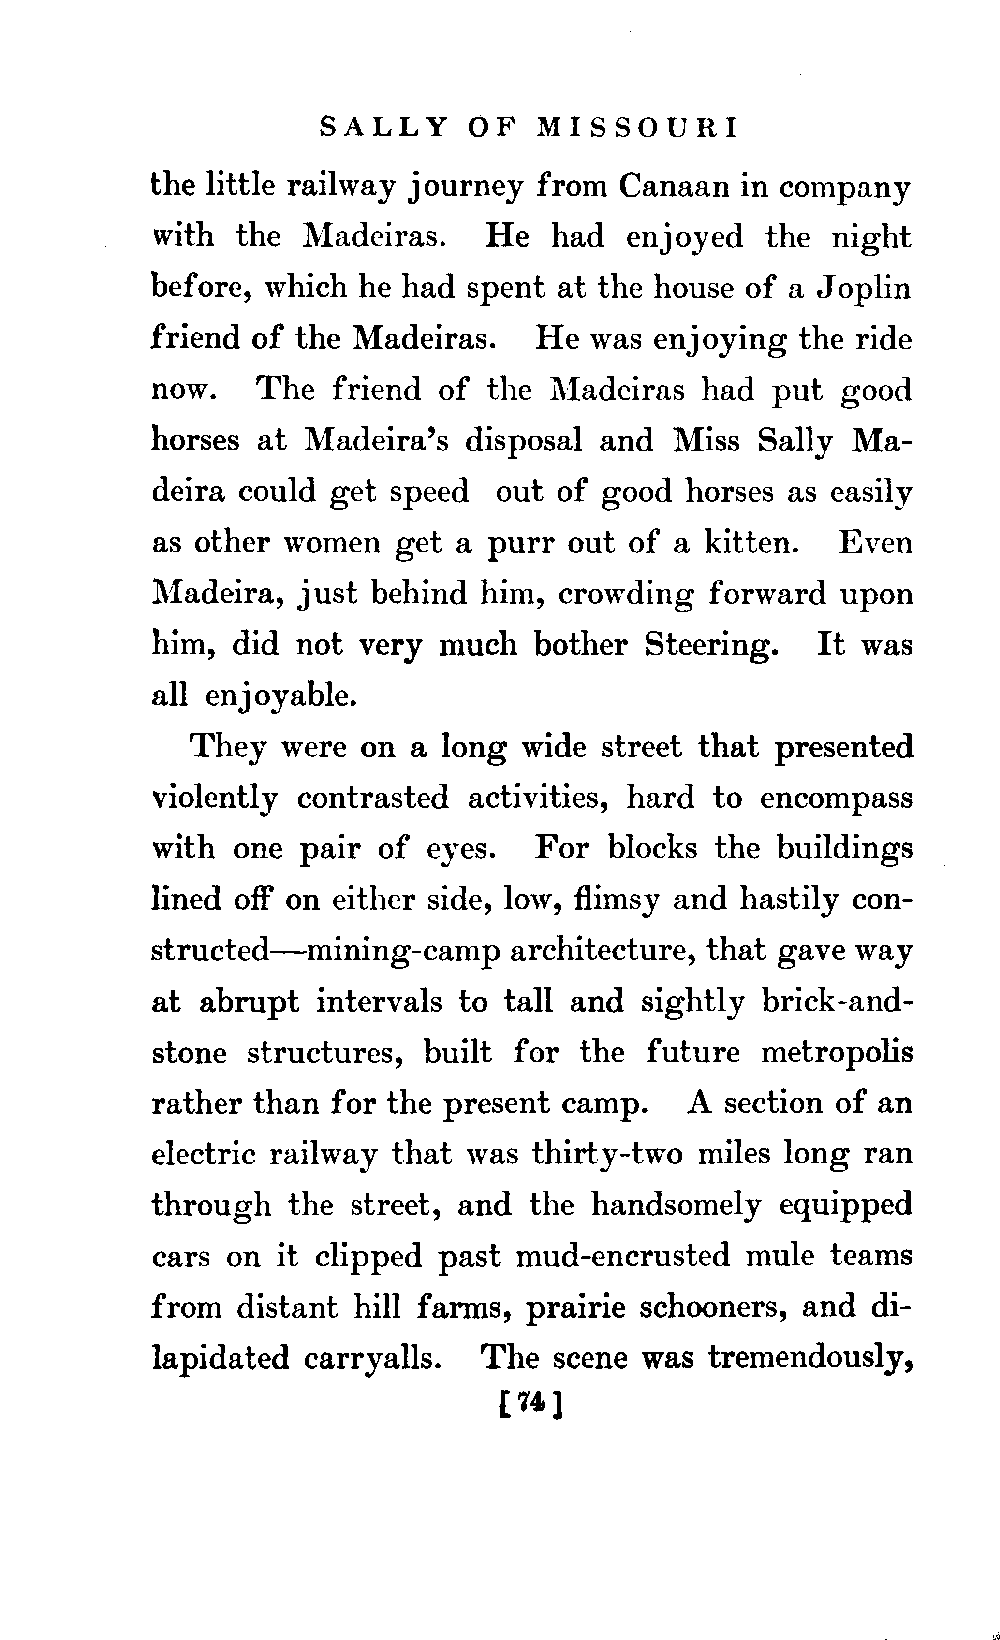 SALLY OF MISSOURI
the little railway journey from Canaan in company
with the Madeiras. He had enjoyed the night
before, which he had spent at the house of a Joplin
friend of the Madeiras. He was enjoying the ride
now. The friend of the Madeiras had put good
horses at Madeira's disposal and Miss Sally Ma-
deira could get speed out of good horses as easily
as other women get a purr out of a kitten. Even
Madeira, just behind him, crowding forward upon
him, did not very much bother Steering. It was
all enjoyable.
They were on a long wide street that presented
violently contrasted activities, hard to encompass
with one pair of eyes. For blocks the buildings
lined off on either side, low, flimsy and hastily con-
structed—mining-camp architecture, that gave way
at abrupt intervals to tall and sightly brick-and-
stone structures, built for the future metropolis
rather than for the present camp. A section of an
electric railway that was thirty-two miles long ran
through the street, and the handsomely equipped
cars on it clipped past mud-encrusted mule teams
from distant hill farms, prairie schooners, and di-
lapidated carryalls. The scene was tremendously,
[74]